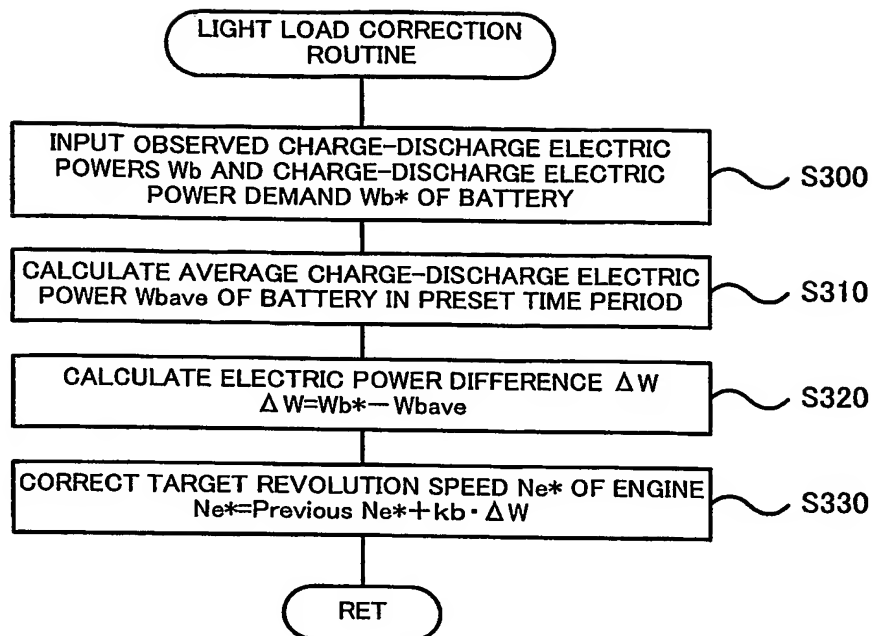 LIGHT LOAD CORRECTION
ROUTINE
INPUT OBSERVED CHARGE-DISCHARGE ELECTRIC
POWERS Wb AND CHARGE-DISCHARGE ELECTRIC
POWER DEMAND Wb* OF BATTERY
S300
CALCULATE AVERAGE CHARGE-DISCHARGE ELECTRIC
POWER Wbave OF BATTERY IN PRESET TIME PERIOD
S310
CALCULATE ELECTRIC POWER DIFFERENCE ΔW
ΔW=Wb*−Wbave
S320
CORRECT TARGET REVOLUTION SPEED Ne* OF ENGINE
Ne*=Previous Ne*+kb・ΔW
S330
RET